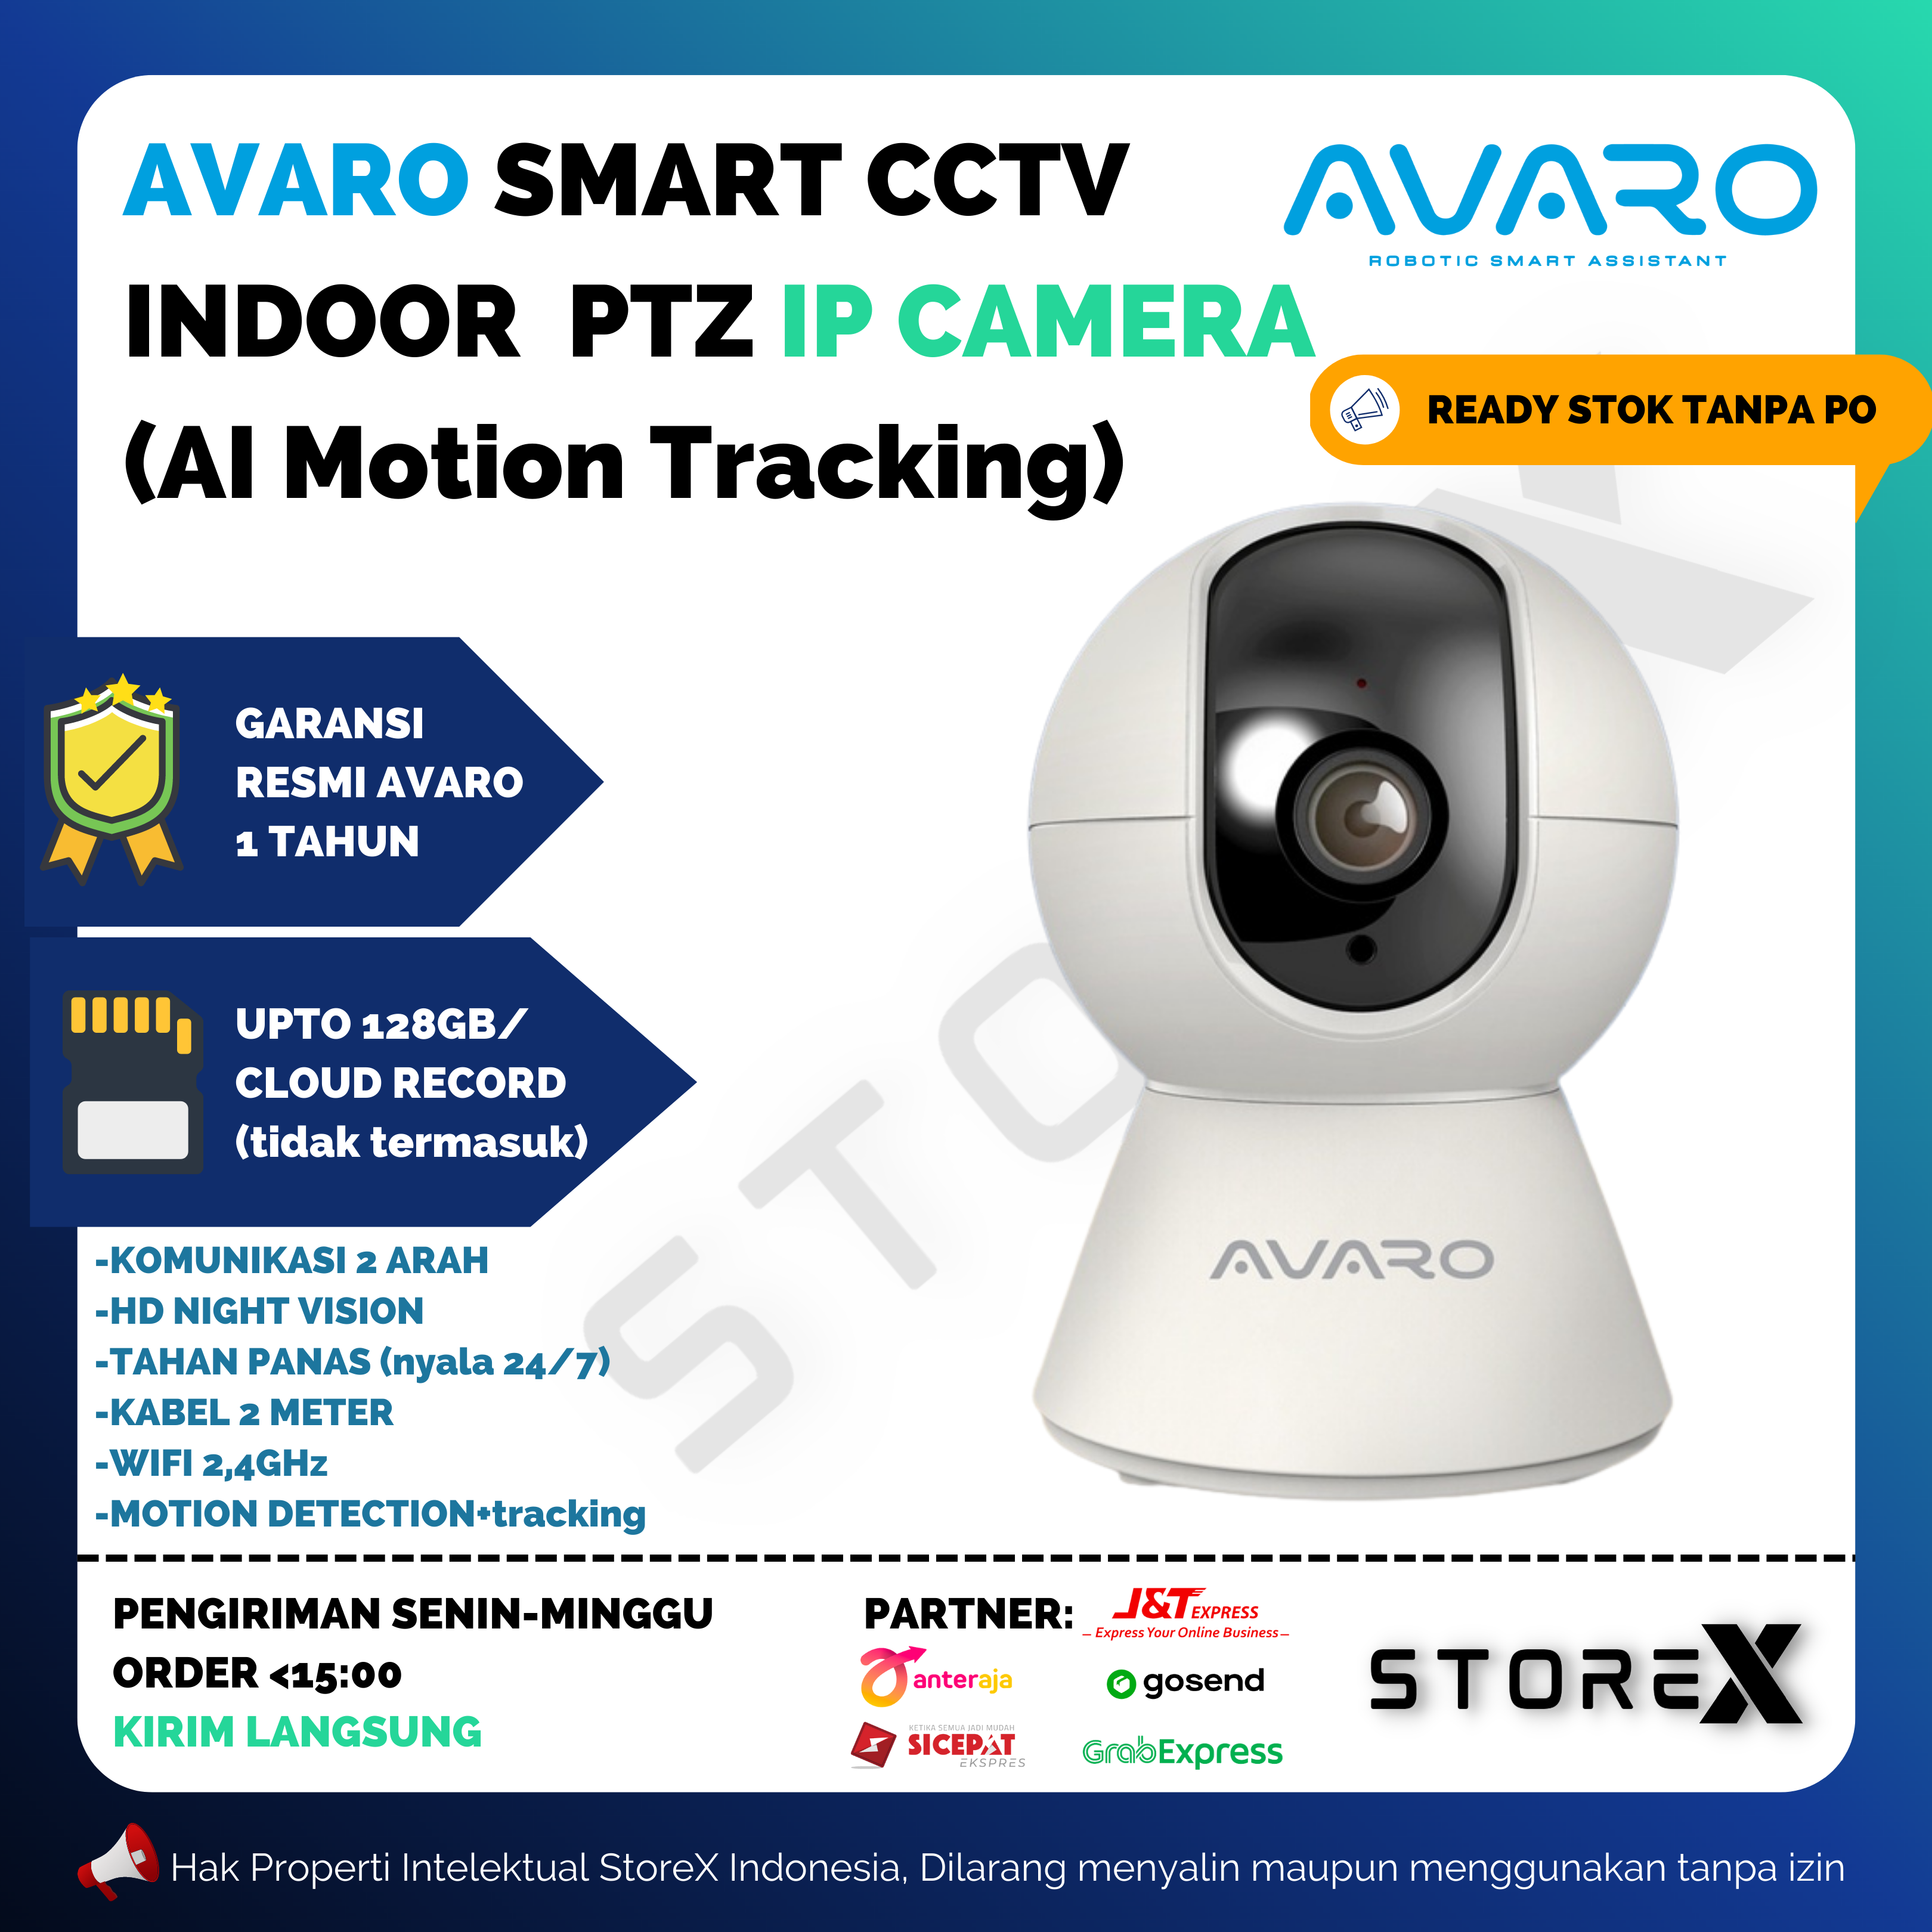 AVARO SMART CCTV
INDOOR PTZ IP CAMERA
(AI Motion Tracking)
AVARO
ROBOTIC SMART ASSISTANT
READY STOK TANPA PO
GARANSI
RESMI AVARO
1 TAHUN
UPTO 128GB/
CLOUD RECORD
(tidak termasuk)
-KOMUNIKASI 2 ARAH
-HD NIGHT VISION
-TAHAN PANAS (nyala 24/7)
-KABEL 2 METER
-WIFI 2,4GHz
-MOTION DETECTION+tracking
STO
X
AVARO
PENGIRIMAN SENIN-MINGGU
ORDER <15:00
KIRIM LANGSUNG
PARTNER:
J&T EXPRESS
– Express Your Online Business –
anteraja
gosend
KETIKA SEMUA JADI MUDAH
SICEPAT
EKSPRES
GrabExpress
STOREX
Hak Properti Intelektual StoreX Indonesia, Dilarang menyalin maupun menggunakan tanpa izin